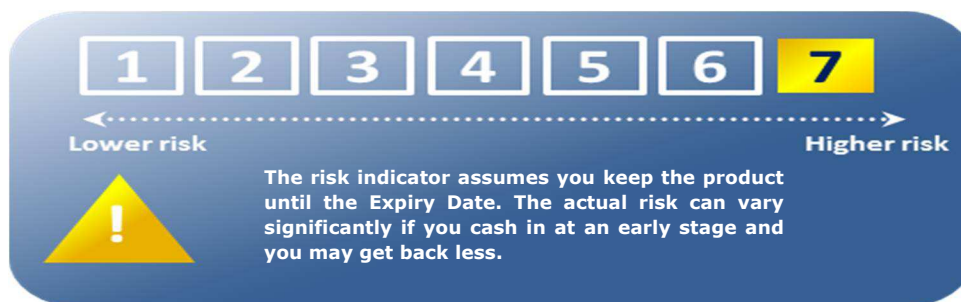 1 2 3 4 5 6 7
Lower risk Higher risk
!
The risk indicator assumes you keep the product
until the Expiry Date. The actual risk can vary
significantly if you cash in at an early stage and
you may get back less.